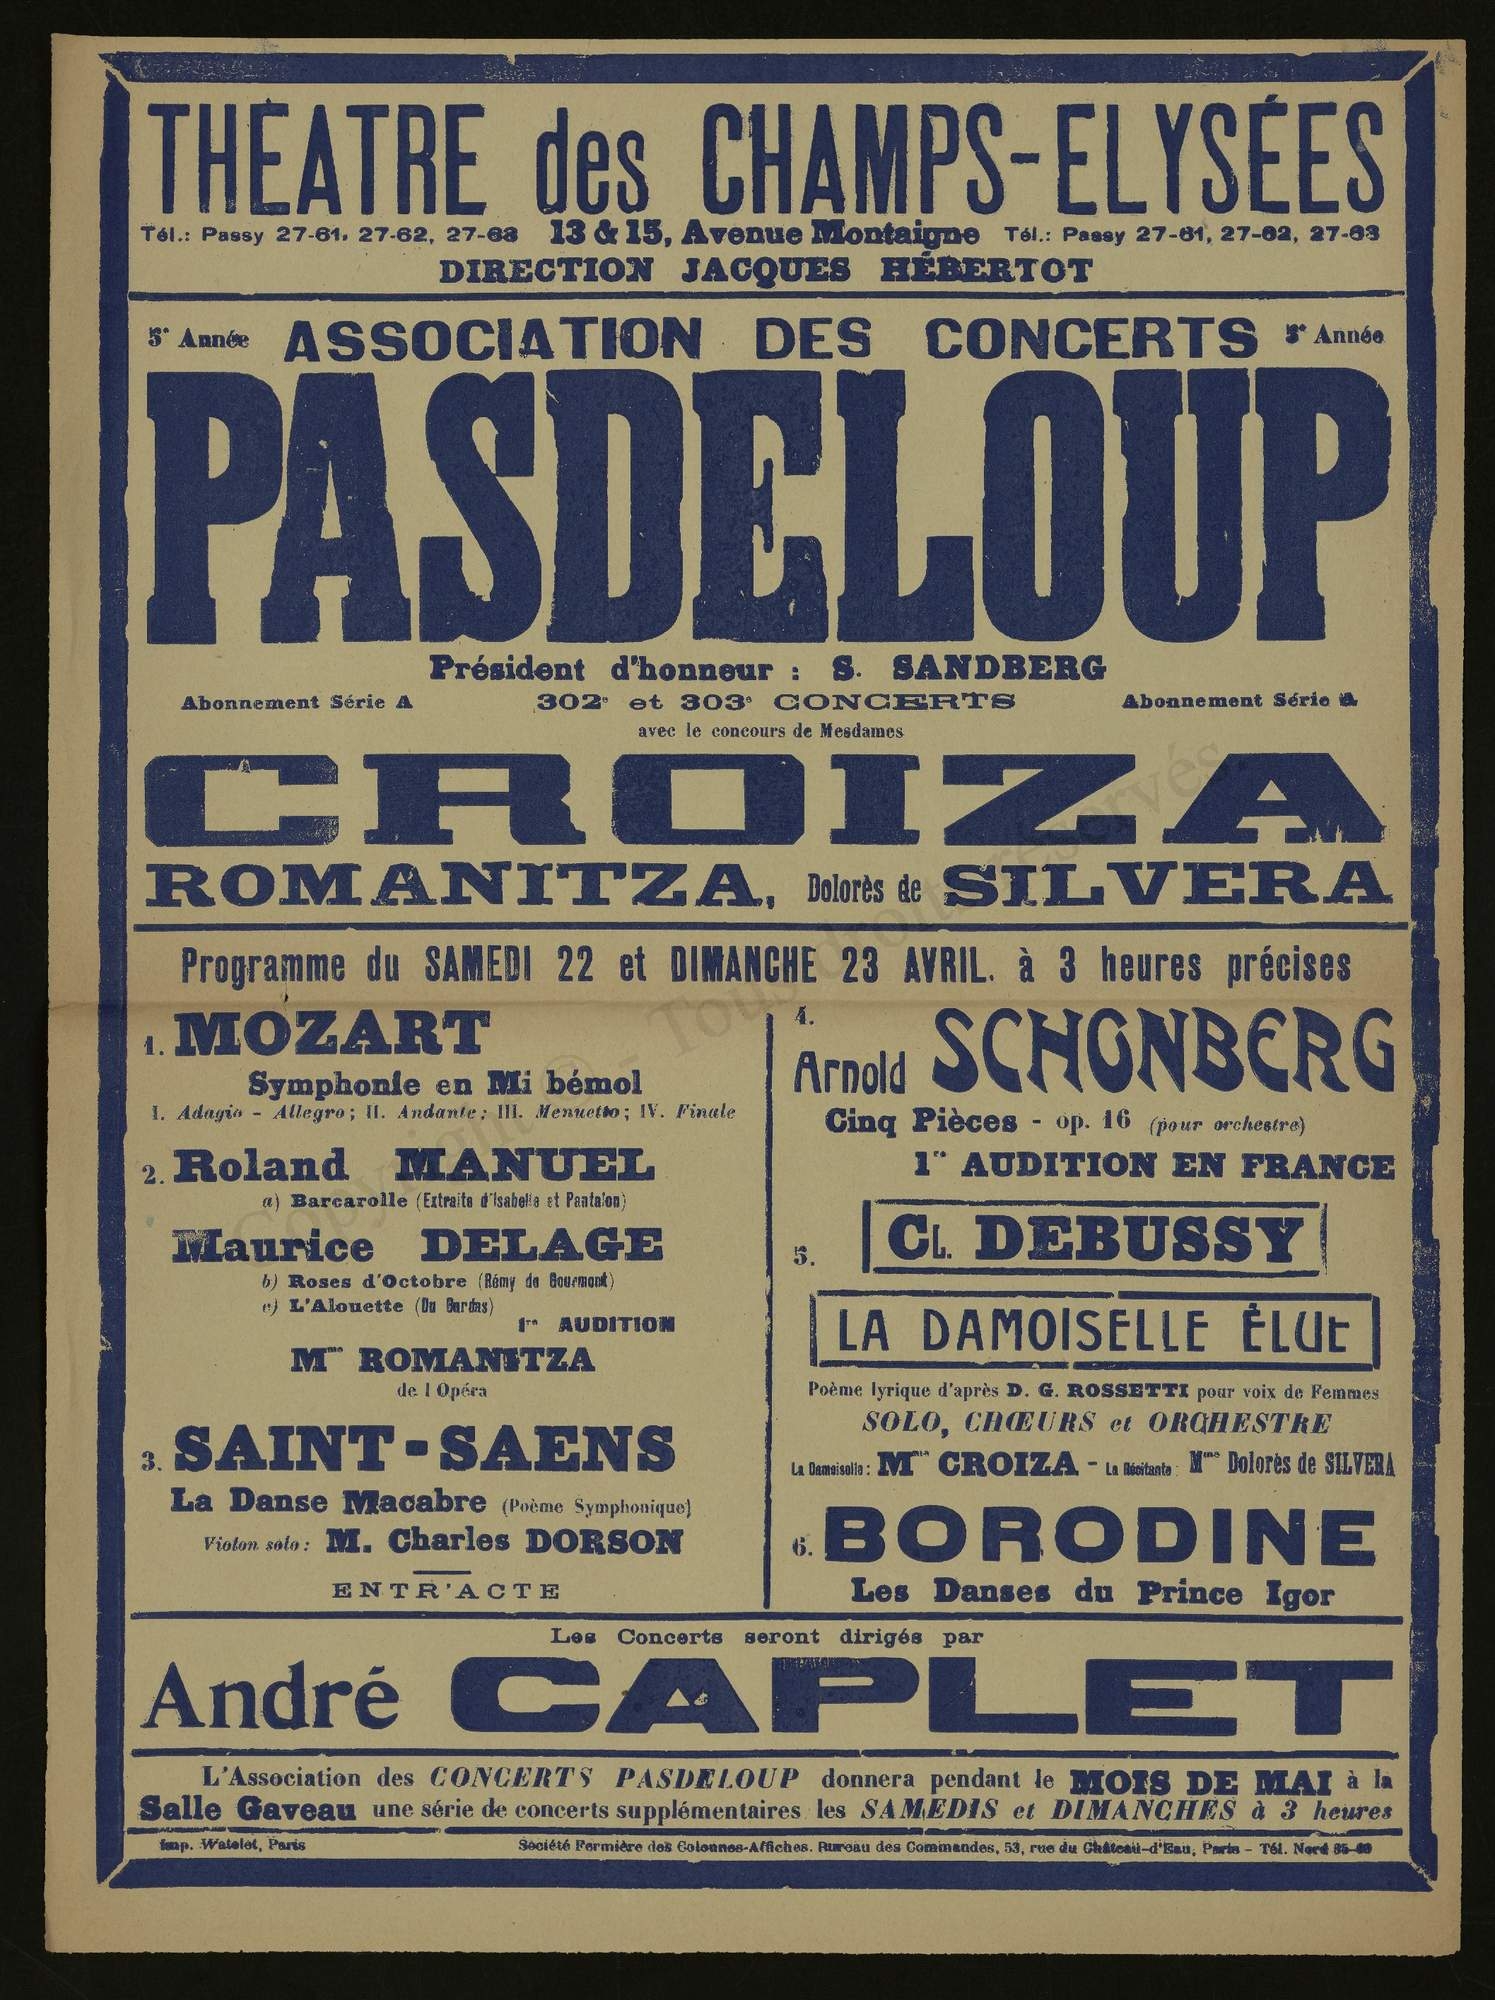 THÉATRE des CHAMPS-ELYSÉES
Tél.: Passy 27-61, 27-62, 27-63 13 & 15, Avenue Montaigne Tél.: Passy 27-61, 27-62, 27-63
DIRECTION JACQUES HÉBERTOT
5e Année ASSOCIATION DES CONCERTS 5e Année
PASDELOUP
Président d'honneur : S. SANDBERG
Abonnement Série A 302e et 303e CONCERTS Abonnement Série A
avec le concours de Mesdames
CROIZA
ROMANITZA, Dolorès de SILVERA
Programme du SAMEDI 22 et DIMANCHE 23 AVRIL. à 3 heures précises
1. MOZART
Symphonie en Mi bémol
I. Adagio - Allegro; II. Andante; III. Menuetto; IV. Finale
2. Roland MANUEL
a) Barcarolle (Extraite d'Isabelle et Pantalon)
Maurice DELAGE
b) Roses d'Octobre (Rémy de Gourmont)
c) L'Alouette (Du Bartas)
1re AUDITION
Mme ROMANITZA
de l Opéra
3. SAINT-SAENS
La Danse Macabre (Poème Symphonique)
Violon solo : M. Charles DORSON
ENTR'ACTE
4. Arnold SCHONBERG
Cinq Pièces - op. 16 (pour orchestre)
1re AUDITION EN FRANCE
5. CL. DEBUSSY
LA DAMOISELLE ÉLUE
Poème lyrique d'après D. G. ROSSETTI pour voix de Femmes
SOLO, CHŒURS et ORCHESTRE
La Damoiselle : Mme CROIZA - La Récitante : Mme Dolorès de SILVERA
6. BORODINE
Les Danses du Prince Igor
Les Concerts seront dirigés par
André CAPLET
L'Association des CONCERTS PASDELOUP donnera pendant le MOIS DE MAI à la
Salle Gaveau une série de concerts supplémentaires les SAMEDIS et DIMANCHES à 3 heures
Imp. Watelet, Paris Société Fermière des Colonnes-Affiches. Bureau des Commandes, 53, rue du Château-d'Eau, Paris - Tél. Nord
Copyright © - Tous droits réservés.